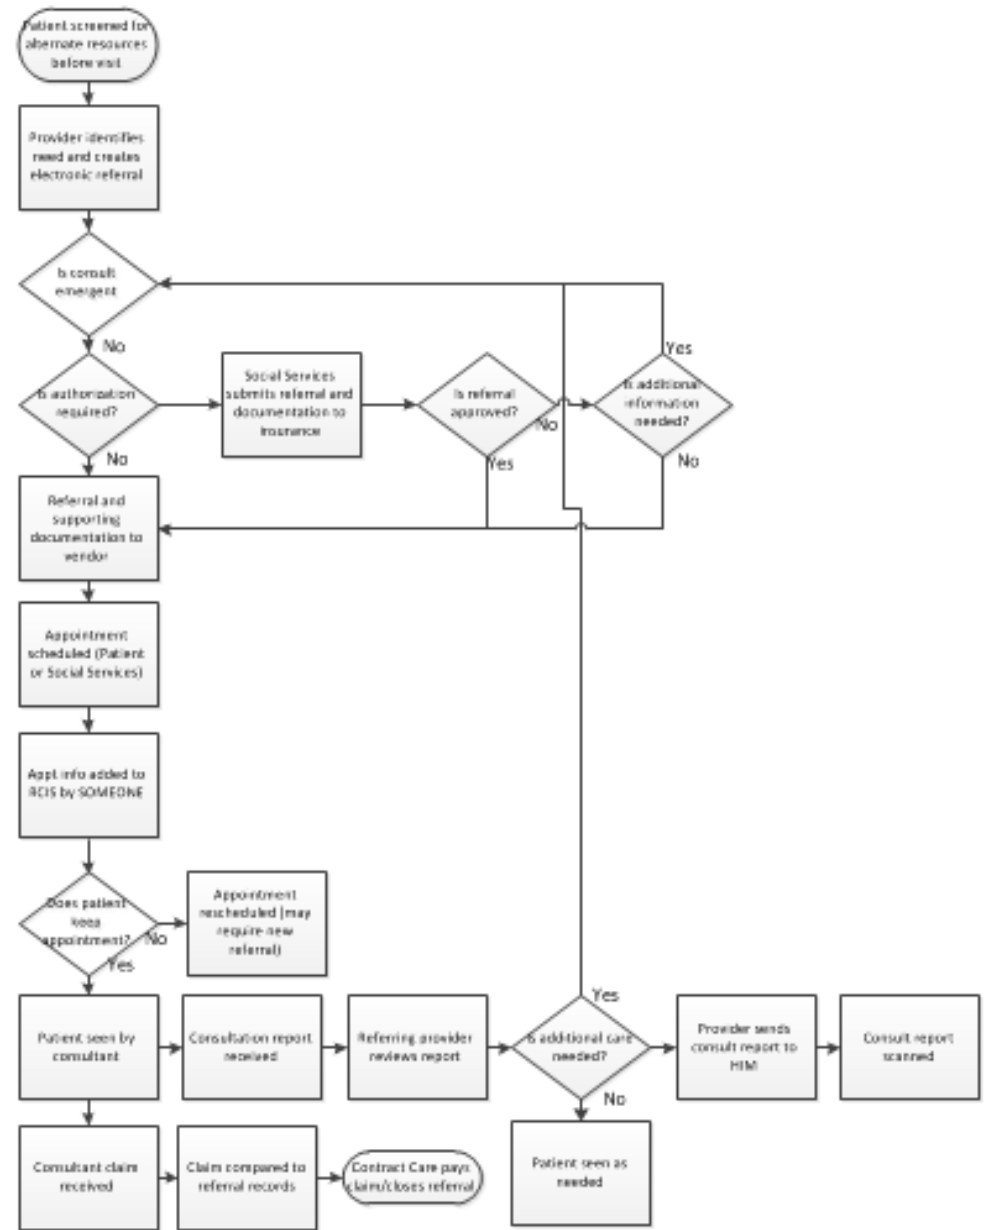 Patient screened for
alternate resources
before visit
Provider identifies
need and creates
electronic referral
Is consult
emergent
No
Is authorization
required?
No
Social Services
submits referral and
documentation to
insurance
Is referral
approved?
No
Yes
Is additional
information
needed?
Yes
No
Referral and
supporting
documentation to
vendor
Appointment
scheduled (Patient
or Social Services)
Appt info added to
RCIS by SOMEONE
Does patient
keep
appointment?
No
Yes
Appointment
rescheduled (may
require new
referral)
Patient seen by
consultant
Consultation report
received
Referring provider
reviews report
Is additional care
needed?
Yes
No
Provider sends
consult report to
HIM
Consult report
scanned
Patient seen as
needed
Consultant claim
received
Claim compared to
referral records
Contract Care pays
claim/closes referral